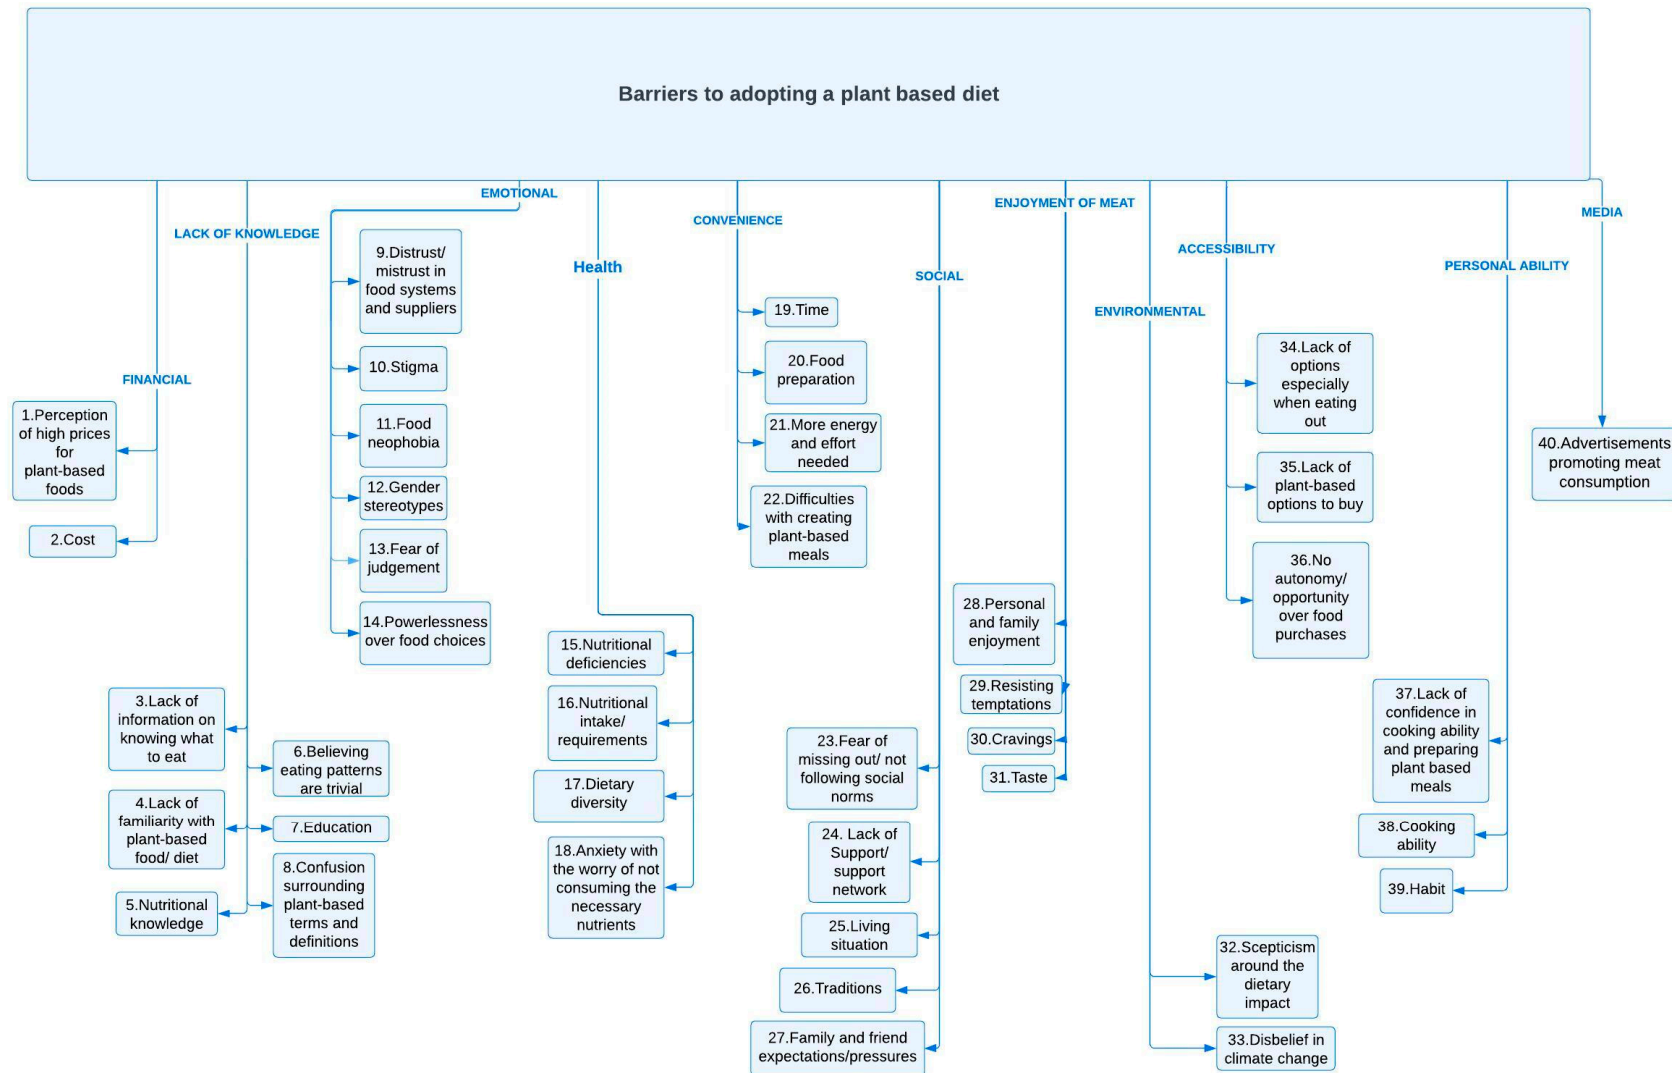 Barriers to adopting a plant based diet
FINANCIAL
1.Perception
of high prices
for
plant-based
foods
2.Cost
LACK OF KNOWLEDGE
3.Lack of
information on
knowing what
to eat
4.Lack of
familiarity with
plant-based
food/ diet
5.Nutritional
knowledge
6.Believing
eating patterns
are trivial
7.Education
8.Confusion
surrounding
plant-based
terms and
definitions
EMOTIONAL
9.Distrust/
mistrust in
food systems
and suppliers
10.Stigma
11.Food
neophobia
12.Gender
stereotypes
13.Fear of
judgement
14.Powerlessness
over food choices
Health
15.Nutritional
deficiencies
16.Nutritional
intake/
requirements
17.Dietary
diversity
18.Anxiety with
the worry of not
consuming the
necessary
nutrients
CONVENIENCE
19.Time
20.Food
preparation
21.More energy
and effort
needed
22.Difficulties
with creating
plant-based
meals
SOCIAL
23.Fear of
missing out/ not
following social
norms
24. Lack of
Support/
support
network
25.Living
situation
26.Traditions
27.Family and friend
expectations/pressures
ENJOYMENT OF MEAT
28.Personal
and family
enjoyment
29.Resisting
temptations
30.Cravings
31.Taste
ENVIRONMENTAL
32.Scepticism
around the
dietary
impact
33.Disbelief in
climate change
ACCESSIBILITY
34.Lack of
options
especially
when eating
out
35.Lack of
plant-based
options to buy
36.No
autonomy/
opportunity
over food
purchases
PERSONAL ABILITY
37.Lack of
confidence in
cooking ability
and preparing
plant based
meals
38.Cooking
ability
39.Habit
MEDIA
40.Advertisements
promoting meat
consumption